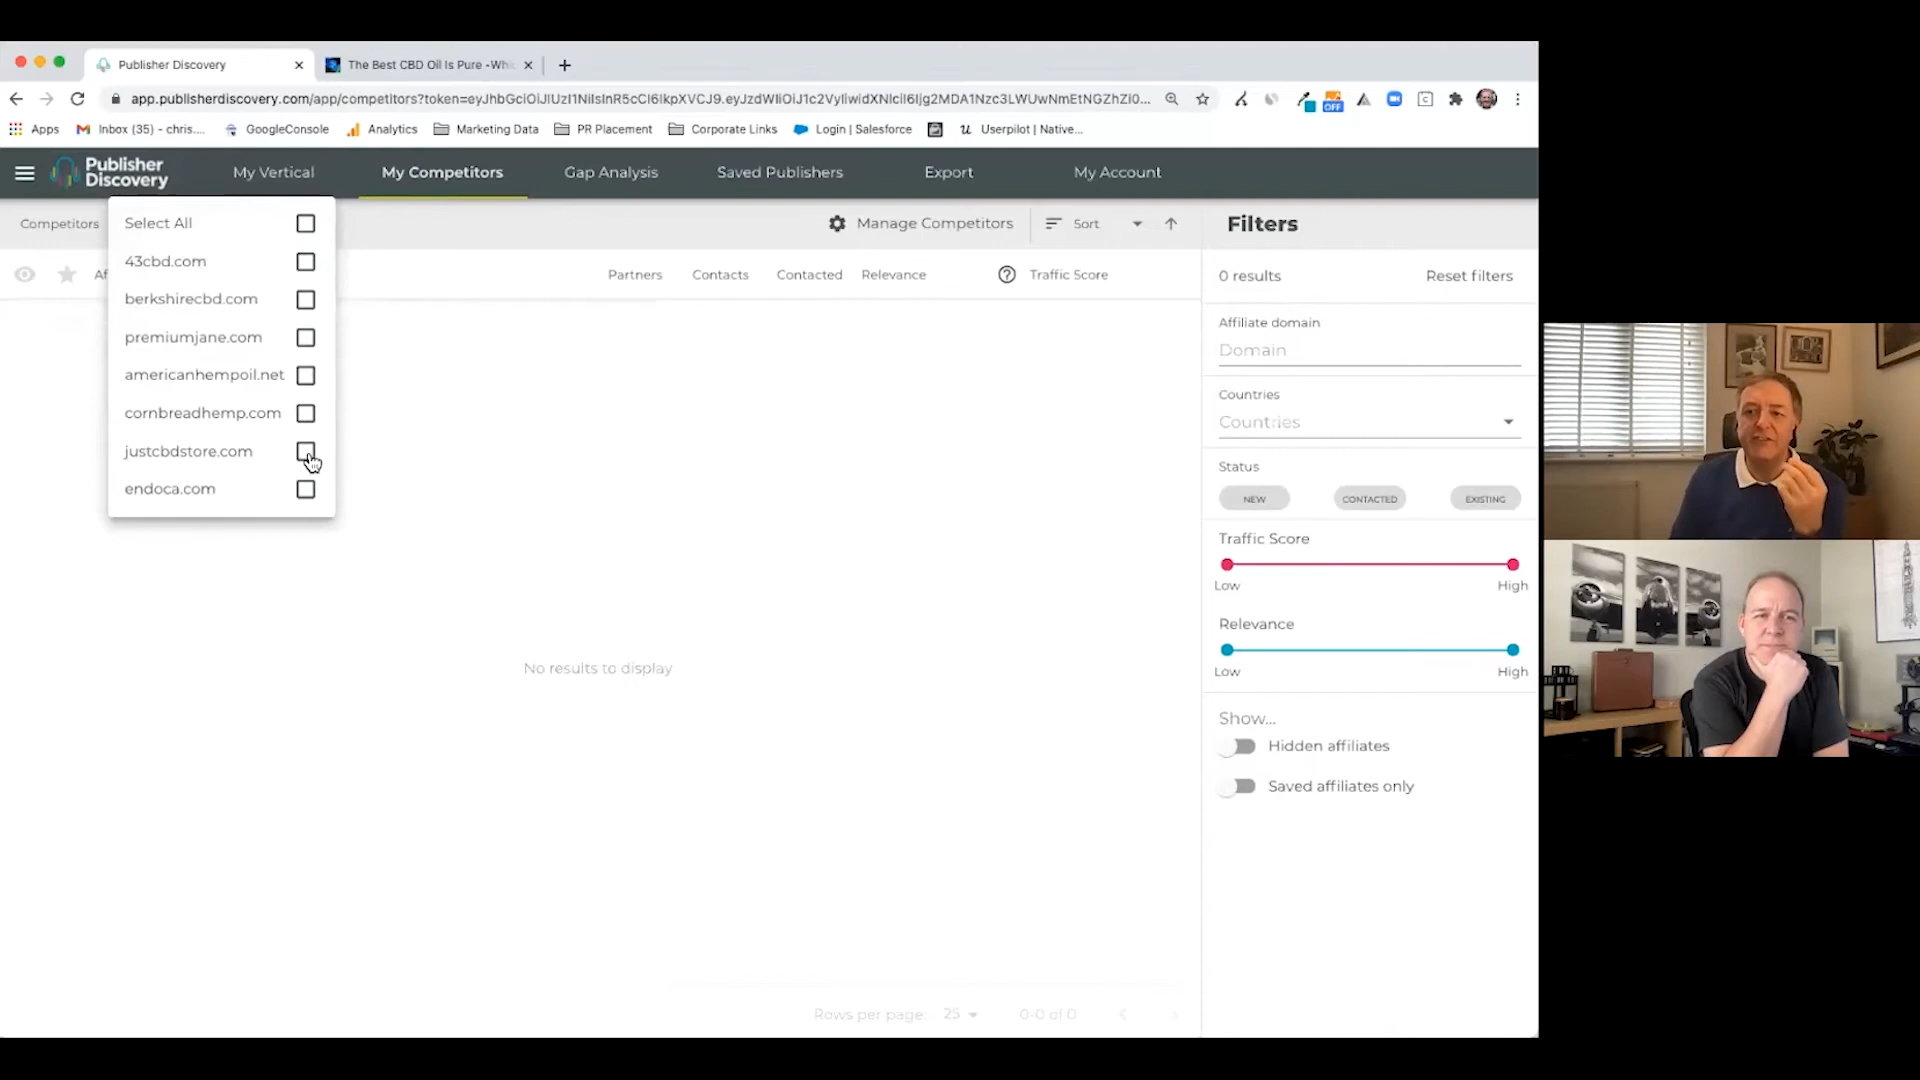 Publisher Discovery
The Best CBD Oil Is Pure -Whi
app.publisherdiscovery.com/app/competitors?token=
OFF
Apps
Inbox (35) - chris....
GoogleConsole
Analytics
Marketing Data
PR Placement
Corporate Links
Login | Salesforce
Userpilot | Native...
Publisher
Discovery
My Vertical
My Competitors
Gap Analysis
Saved Publishers
Export
My Account
Competitors
Select All
43cbd.com
berkshirecbd.com
premiumjane.com
americanhempoil.net
cornbreadhemp.com
justcbdstore.com
endoca.com
Manage Competitors
Sort
Af
Partners
Contacts
Contacted
Relevance
Traffic Score
No results to display
Rows per page: 25
0-0 of 0
Filters
0 results
Reset filters
Affiliate domain
Domain
Countries
Countries
Status
NEW
CONTACTED
EXISTING
Traffic Score
Low
High
Relevance
Low
High
Show...
Hidden affiliates
Saved affiliates only